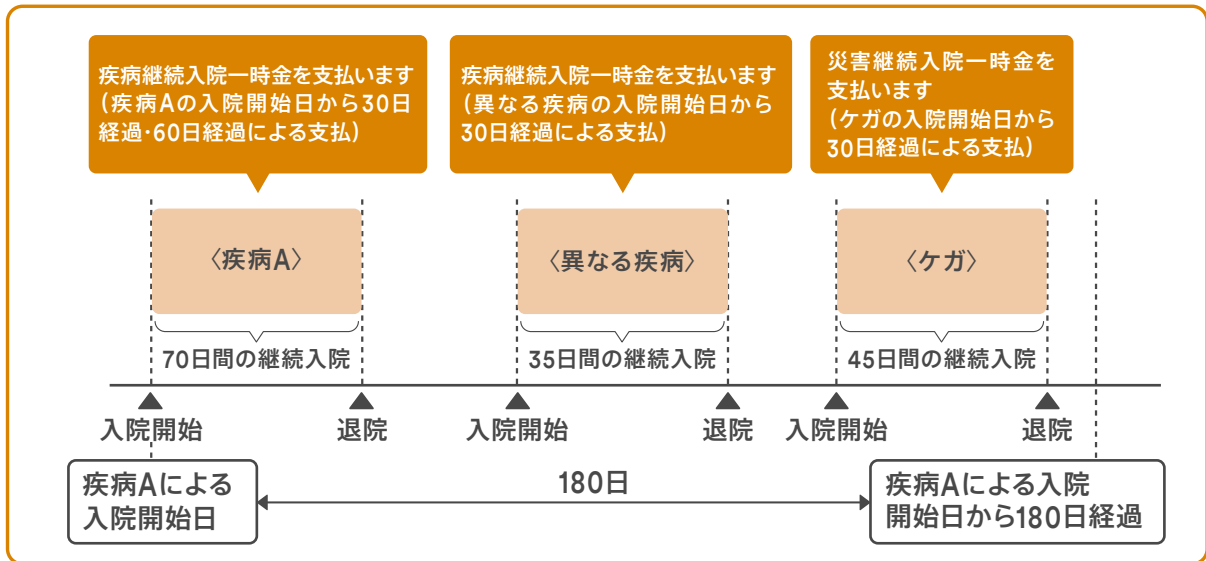 疾病継続入院一時金を支払います
（疾病Aの入院開始日から30日
経過・60日経過による支払）
疾病継続入院一時金を支払います
（異なる疾病の入院開始日から
30日経過による支払）
災害継続入院一時金を
支払います
（ケガの入院開始日から
30日経過による支払）
〈疾病A〉
〈異なる疾病〉
〈ケガ〉
70日間の継続入院
35日間の継続入院
45日間の継続入院
入院開始
退院
入院開始
退院
入院開始
退院
疾病Aによる
入院開始日
180日
疾病Aによる入院
開始日から180日経過